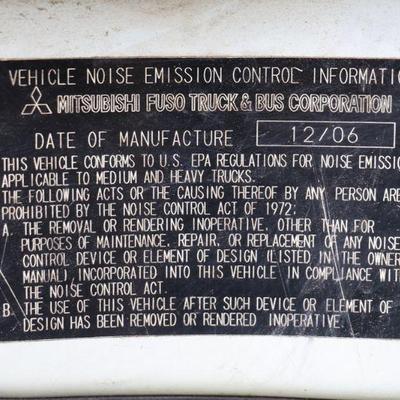 VEHICLE NOISE EMISSION CONTROL INFORMATIO
MITSUBISHI FUSO TRUCK & BUS CORPORATION
DATE OF MANUFACTURE 12/06
THIS VEHICLE CONFORMS TO U.S. EPA REGULATIONS FOR NOISE EMISSIO
APPLICABLE TO MEDIUM AND HEAVY TRUCKS.
THE FOLLOWING ACTS OR THE CAUSING THEREOF BY ANY PERSON ARE
PROHIBITED BY THE NOISE CONTROL ACT OF 1972;
A. THE REMOVAL OR RENDERING INOPERATIVE, OTHER THAN FOR
PURPOSES OF MAINTENANCE, REPAIR, OR REPLACEMENT OF ANY NOISE
CONTROL DEVICE OR ELEMENT OF DESIGN (LISTED IN THE OWNER
MANUAL), INCORPORATED INTO THIS VEHICLE IN COMPLIANCE WITH
THE NOISE CONTROL ACT.
B. THE USE OF THIS VEHICLE AFTER SUCH DEVICE OR ELEMENT OF
DESIGN HAS BEEN REMOVED OR RENDERED INOPERATIVE.